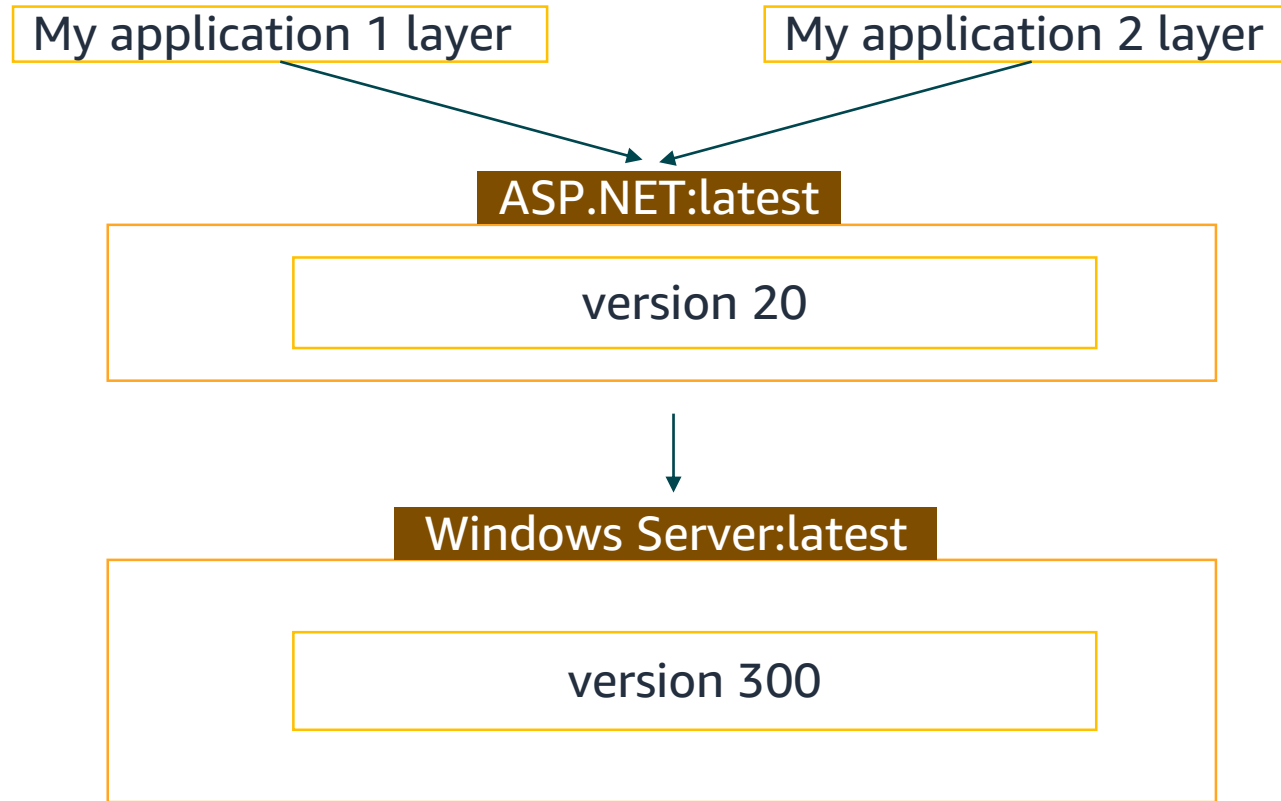 My application 1 layer
My application 2 layer
ASP.NET:latest
version 20
Windows Server:latest
version 300